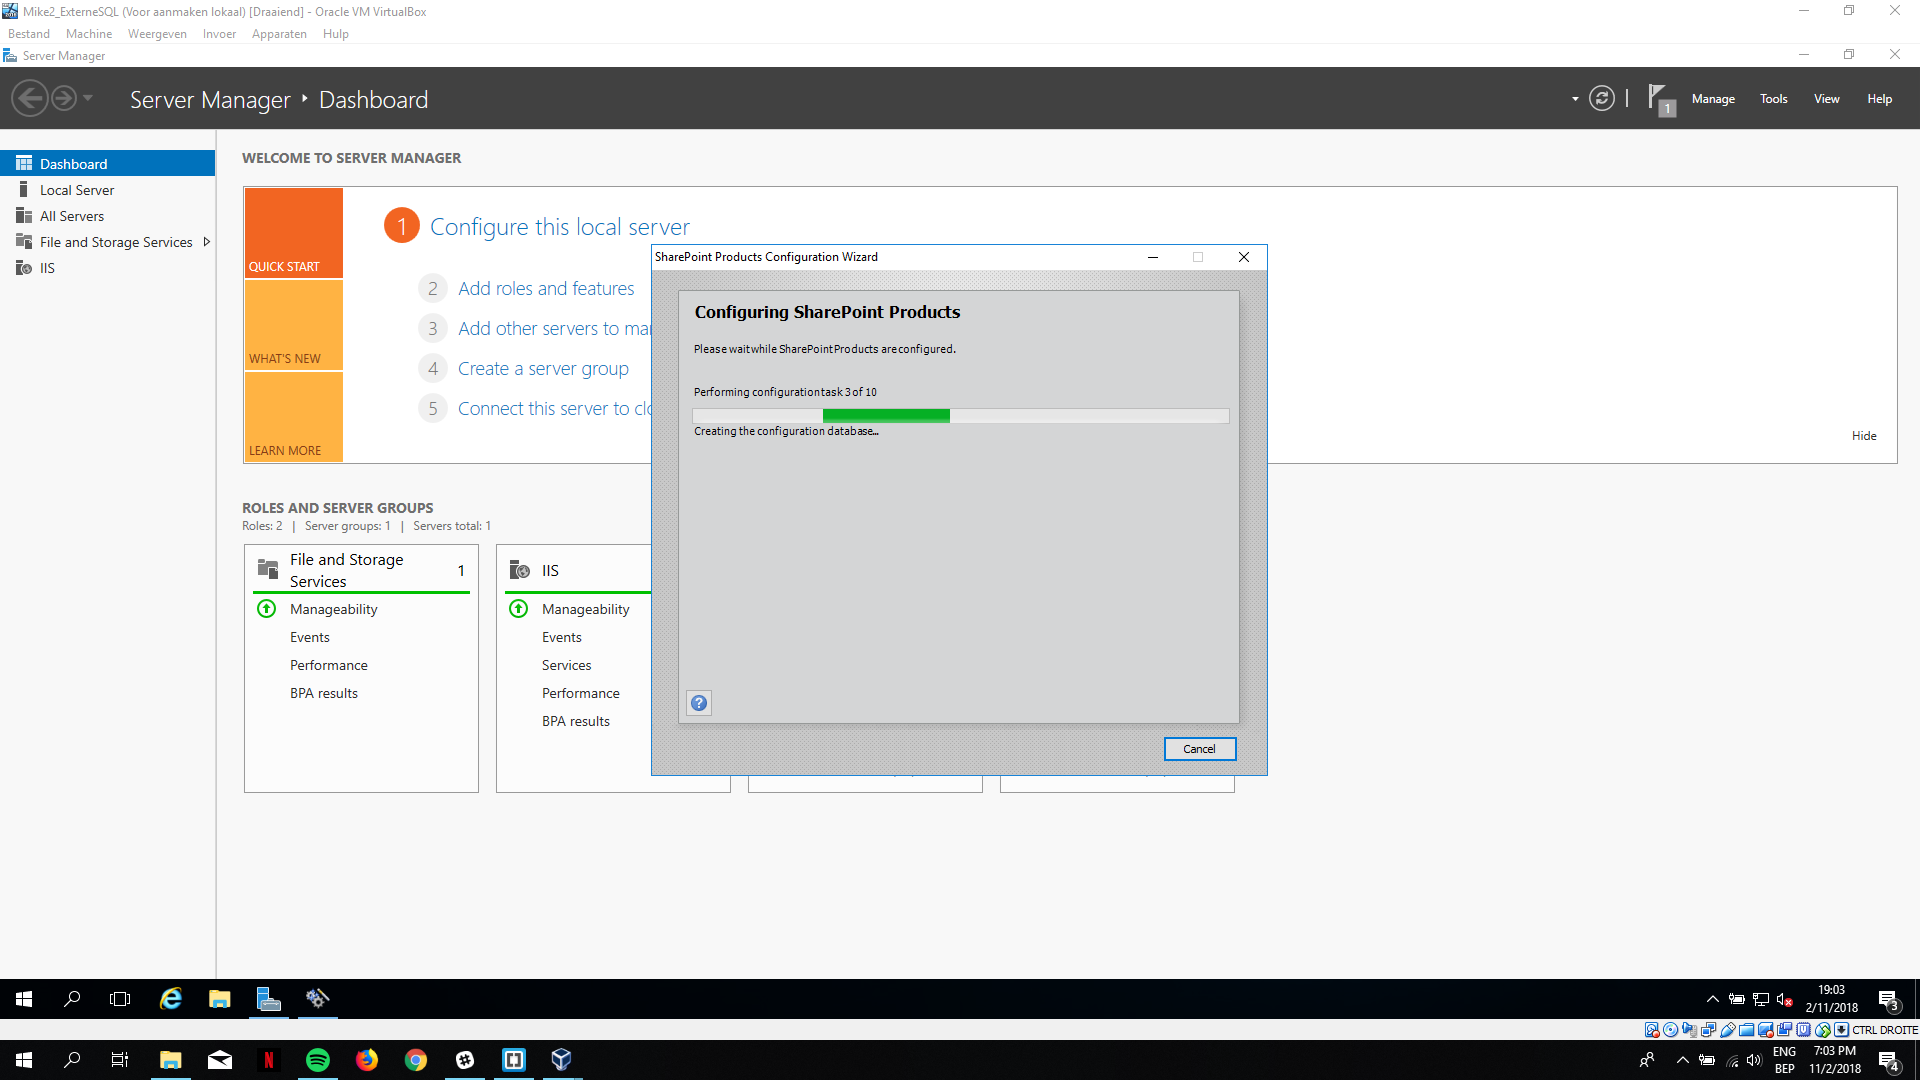 Mike2_ExterneSQL (Voor aanmaken lokaal) [Draaiend] - Oracle VM VirtualBox
Bestand Machine Weergeven Invoer Apparaten Hulp
Server Manager
Server Manager Dashboard
1
Manage Tools View Help
Dashboard
Local Server
All Servers
File and Storage Services
IIS
WELCOME TO SERVER MANAGER
QUICK START
WHAT'S NEW
LEARN MORE
1 Configure this local server
2 Add roles and features
3 Add other servers to
4 Create a server group
5 Connect this server to
Hide
SharePoint Products Configuration Wizard
Configuring SharePoint Products
Please wait while SharePoint Products are configured.
Performing configuration task 3 of 10
Creating the configuration database...
?
Cancel
ROLES AND SERVER GROUPS
Roles: 2 | Server groups: 1 | Servers total: 1
File and Storage
Services
1
Manageability
Events
Performance
BPA results
IIS
Manageability
Events
Services
Performance
BPA results
19:03
2/11/2018
3
CTRL DROITE
ENG
BEP
7:03 PM
11/2/2018
4